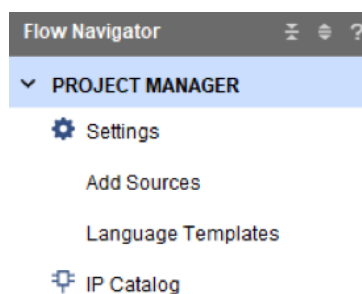 Flow Navigator ?
PROJECT MANAGER
Settings
Add Sources
Language Templates
IP Catalog